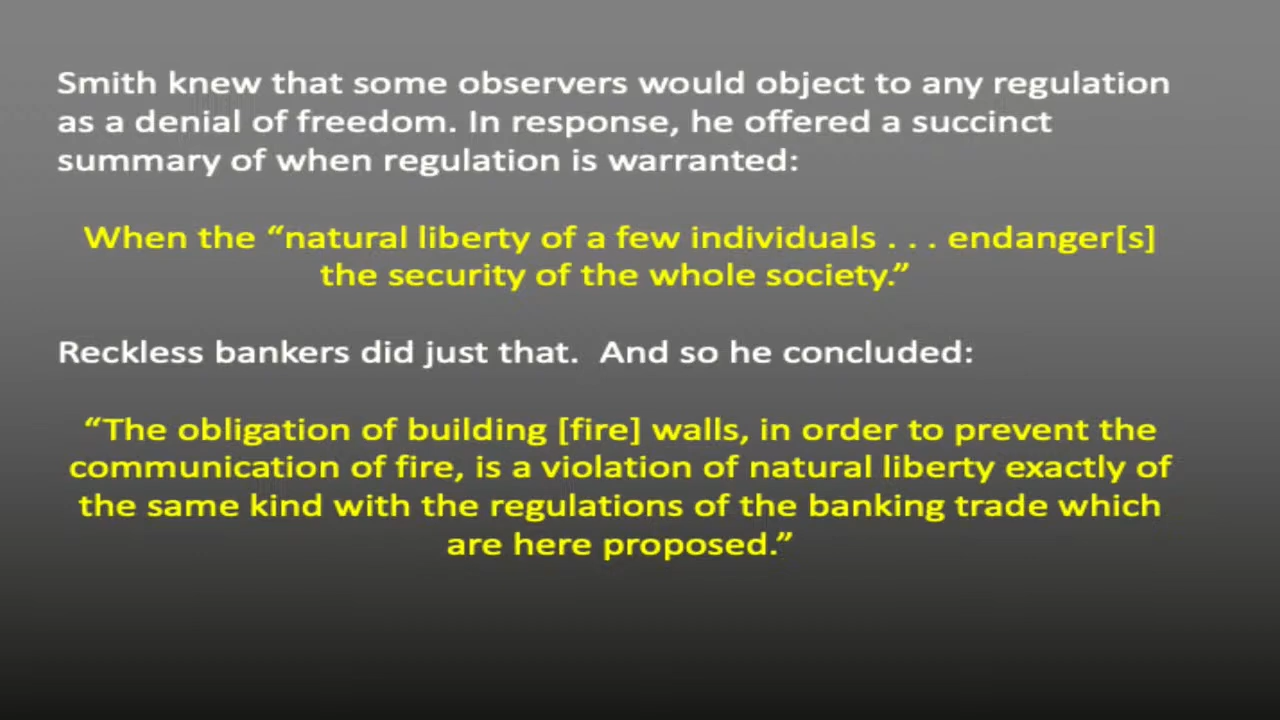 Smith knew that some observers would object to any regulation
as a denial of freedom. In response, he offered a succinct
summary of when regulation is warranted:
When the “natural liberty of a few individuals . . . endanger[s]
the security of the whole society.”
Reckless bankers did just that.  And so he concluded:
“The obligation of building [fire] walls, in order to prevent the
communication of fire, is a violation of natural liberty exactly of
the same kind with the regulations of the banking trade which
are here proposed.”